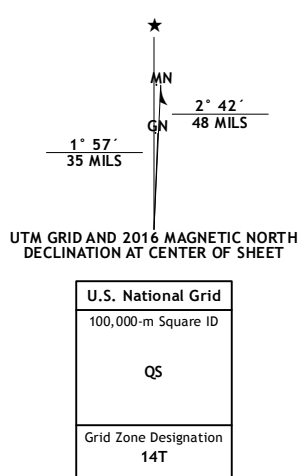 ★
MN
GN
2° 42´
48 MILS
1° 57´
35 MILS
UTM GRID AND 2016 MAGNETIC NORTH
DECLINATION AT CENTER OF SHEET
U.S. National Grid
100,000-m Square ID
QS
Grid Zone Designation
14T